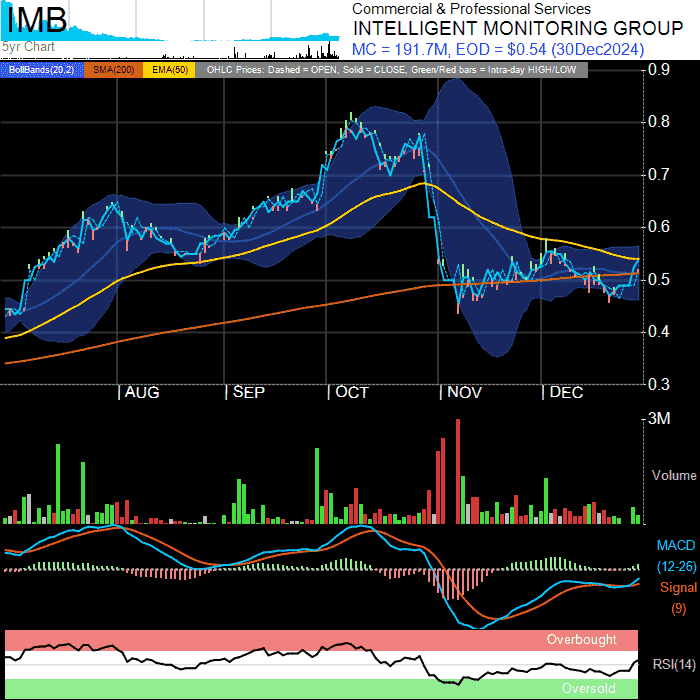 IMB
5yr Chart
Commercial & Professional Services
INTELLIGENT MONITORING GROUP
MC = 191.7M, EOD = $0.54 (30Dec2024)
BollBands(20,2) SMA(200) EMA(50) OHLC Prices: Dashed = OPEN, Solid = CLOSE, Green/Red bars = Intra-day HIGH/LOW
0.9
0.8
0.7
0.6
0.5
0.4
0.3
AUG SEP OCT NOV DEC
3M
Volume
MACD
(12-26)
Signal
(9)
Overbought
RSI(14)
Oversold